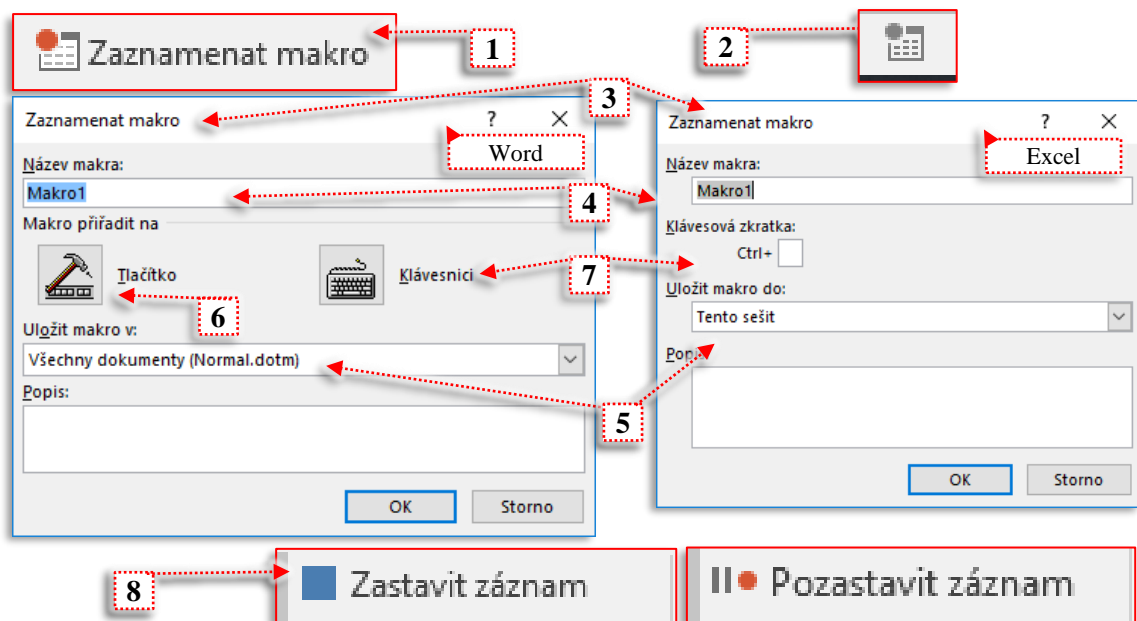 Zaznamenat makro
1
2
3
Zaznamenat makro ? ×
Word
Název makra:
Makro1
Makro přiřadit na
Tlačítko
Klávesnici
6
Uložit makro v:
Všechny dokumenty (Normal.dotm)
Popis:
OK Storno
4
7
5
Zaznamenat makro ? ×
Excel
Název makra:
Makro1
Klávesová zkratka:
Ctrl+
Uložit makro do:
Tento sešit
Popis
OK Storno
8
Zastavit záznam
Pozastavit záznam